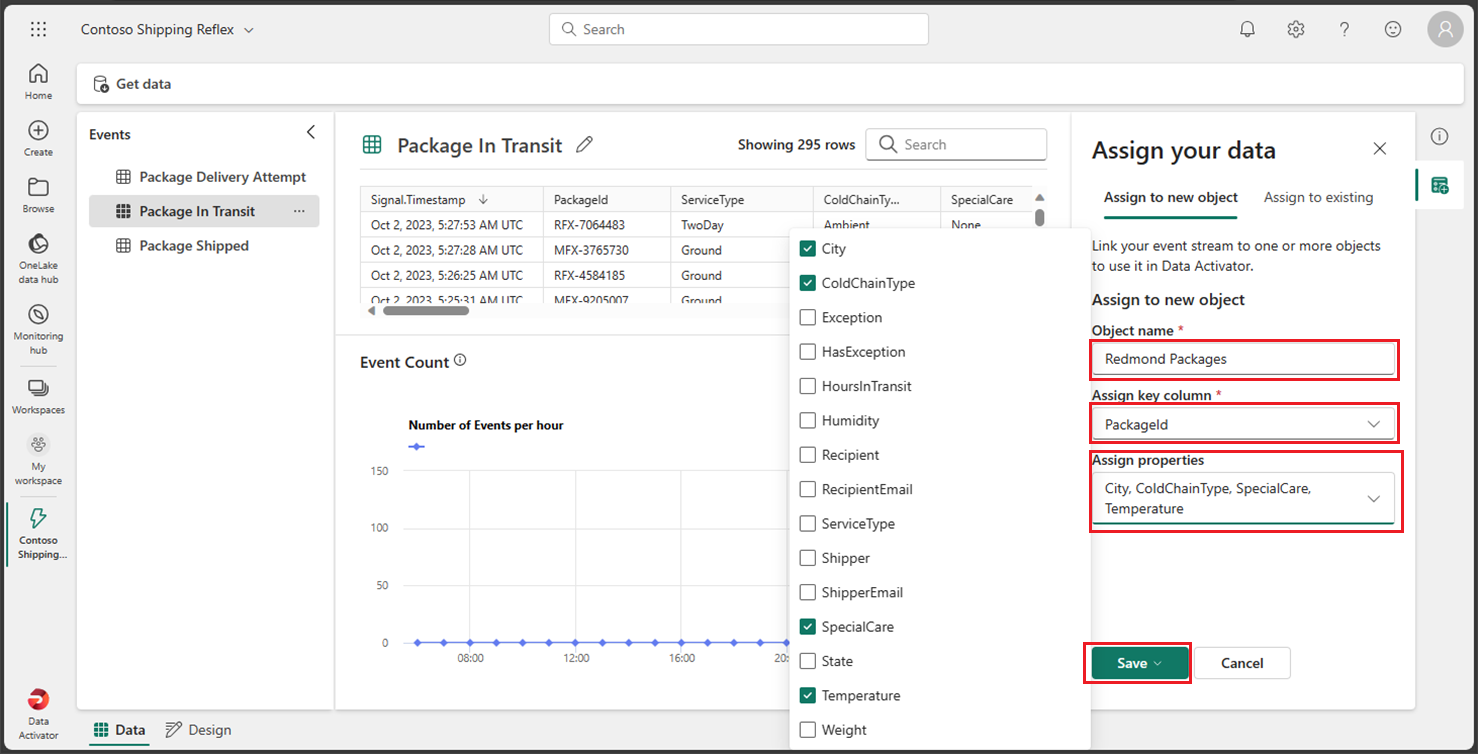 Contoso Shipping Reflex
Search
Home
Create
Browse
OneLake
data hub
Monitoring
hub
Workspaces
My
workspace
Contoso
Shipping...
Data
Activator
Get data
Events
Package Delivery Attempt
Package In Transit
...
Package Shipped
Package In Transit
Showing 295 rows
Search
Signal.Timestamp PackageId ServiceType ColdChainTy... SpecialCare
Oct 2, 2023, 5:27:53 AM UTC RFX-7064483 TwoDay Ambient None
Oct 2, 2023, 5:27:28 AM UTC MFX-3765730 Ground
Oct 2, 2023, 5:26:25 AM UTC RFX-4584185 Ground
Oct 2, 2023, 5:25:31 AM UTC MFX-9205007 Ground
Event Count
Number of Events per hour
150
100
50
0
08:00 12:00 16:00 20:
City
ColdChainType
Exception
HasException
HoursInTransit
Humidity
Recipient
RecipientEmail
ServiceType
Shipper
ShipperEmail
SpecialCare
State
Temperature
Weight
Assign your data
Assign to new object Assign to existing
Link your event stream to one or more objects
to use it in Data Activator.
Assign to new object
Object name *
Redmond Packages
Assign key column *
PackageId
Assign properties
City, ColdChainType, SpecialCare,
Temperature
Save Cancel
Data Design